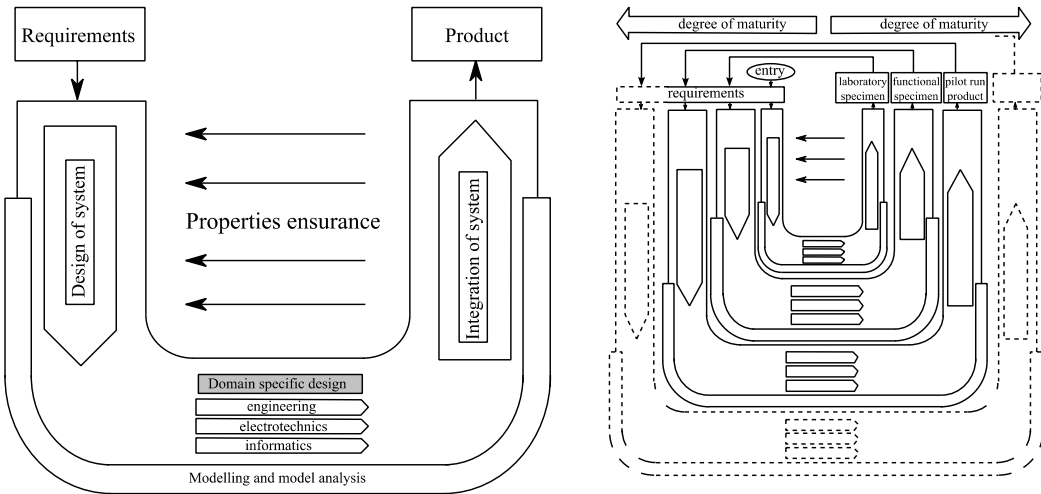 Requirements
Product
Design of system
Properties ensurance
Integration of system
Domain specific design
engineering
electrotechnics
informatics
Modelling and model analysis
degree of maturity
degree of maturity
entry
requirements
laboratory
specimen
functional
specimen
pilot run
product